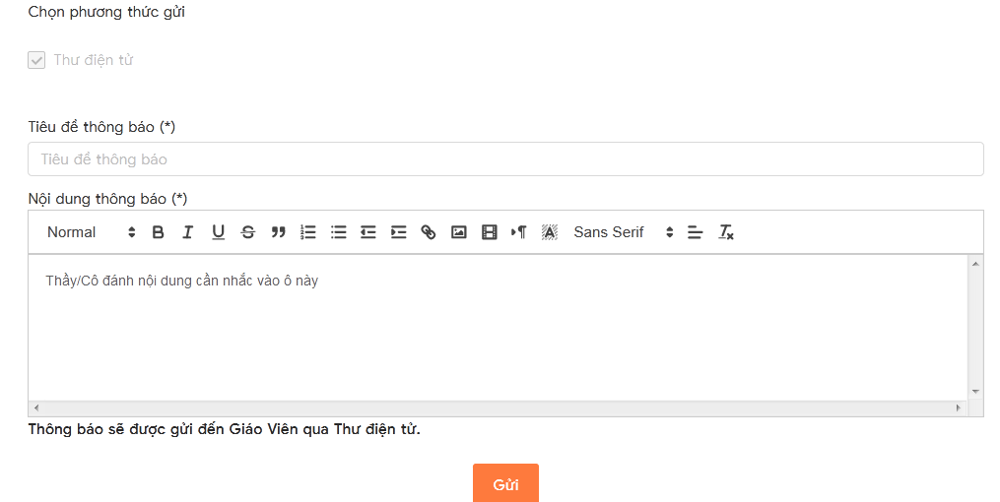 Chọn phương thức gửi
Thư điện tử
Tiêu đề thông báo (*)
Tiêu đề thông báo
Nội dung thông báo (*)
Normal Sans Serif
Thầy/Cô đánh nội dung cần nhắc vào ô này
Thông báo sẽ được gửi đến Giáo Viên qua Thư điện tử.
Gửi